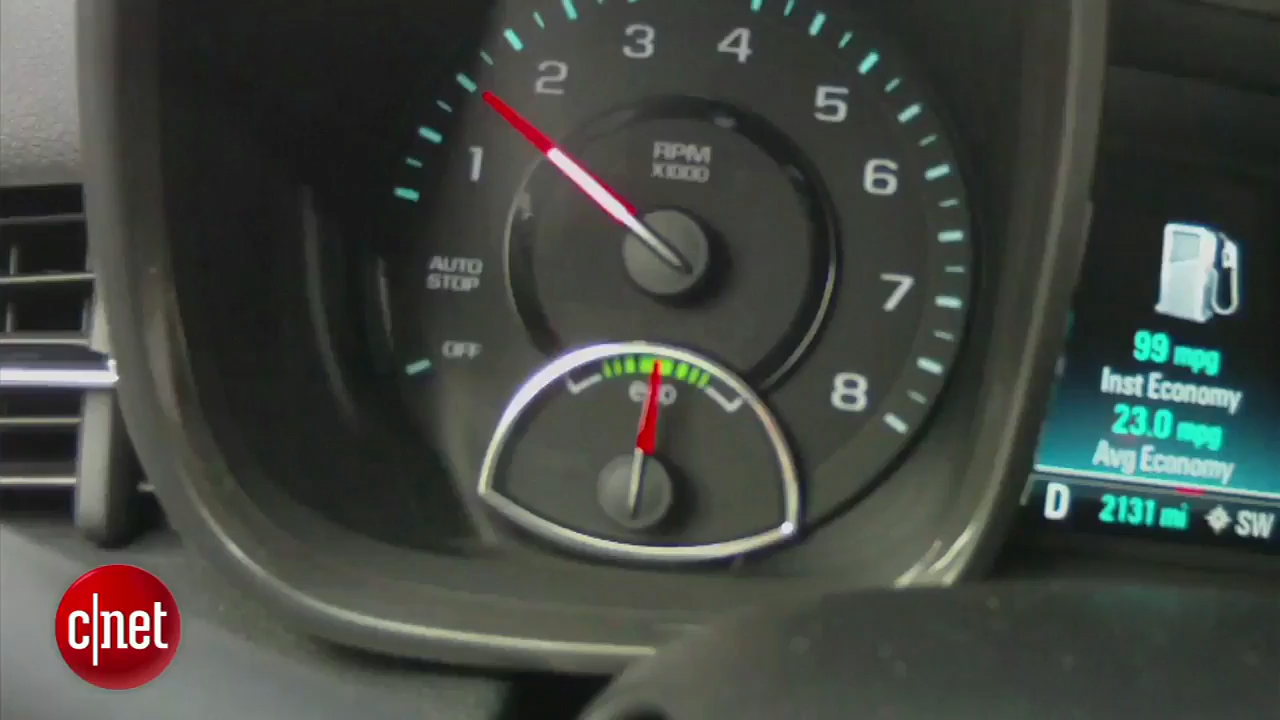 1
2
3
4
5
6
7
8
RPM
X1000
AUTO
STOP
OFF
eco
99 mpg
Inst Economy
23.0 mpg
Avg Economy
D 2131 mi SW
c|net